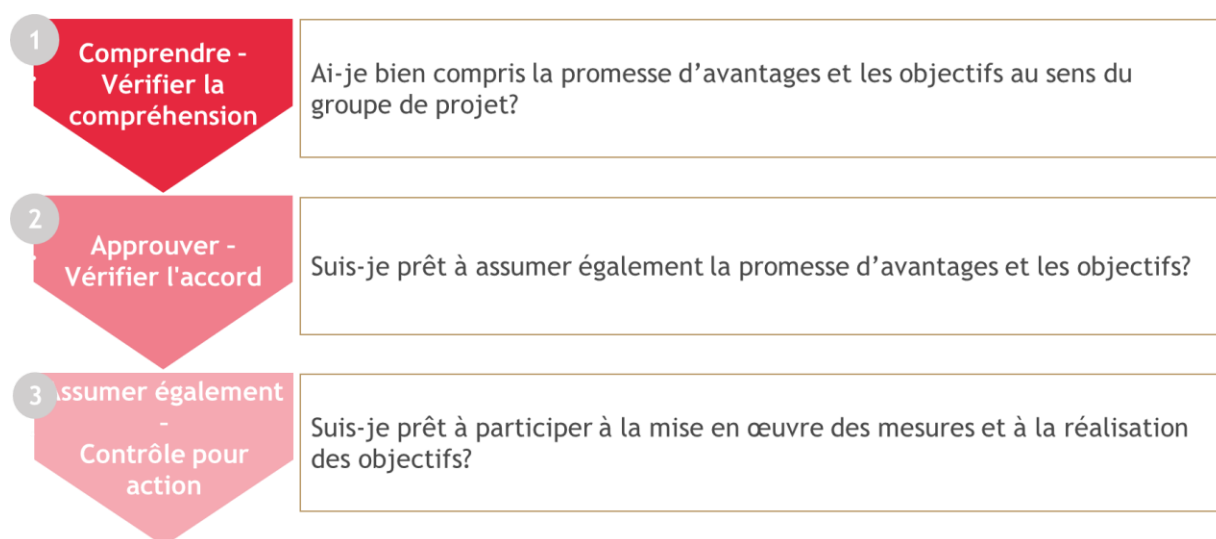 1
Comprendre –
Vérifier la
compréhension
Ai-je bien compris la promesse d’avantages et les objectifs au sens du
groupe de projet?
2
Approuver –
Vérifier l'accord
Suis-je prêt à assumer également la promesse d’avantages et les objectifs?
3
ssumer également
–
Contrôle pour
action
Suis-je prêt à participer à la mise en œuvre des mesures et à la réalisation
des objectifs?